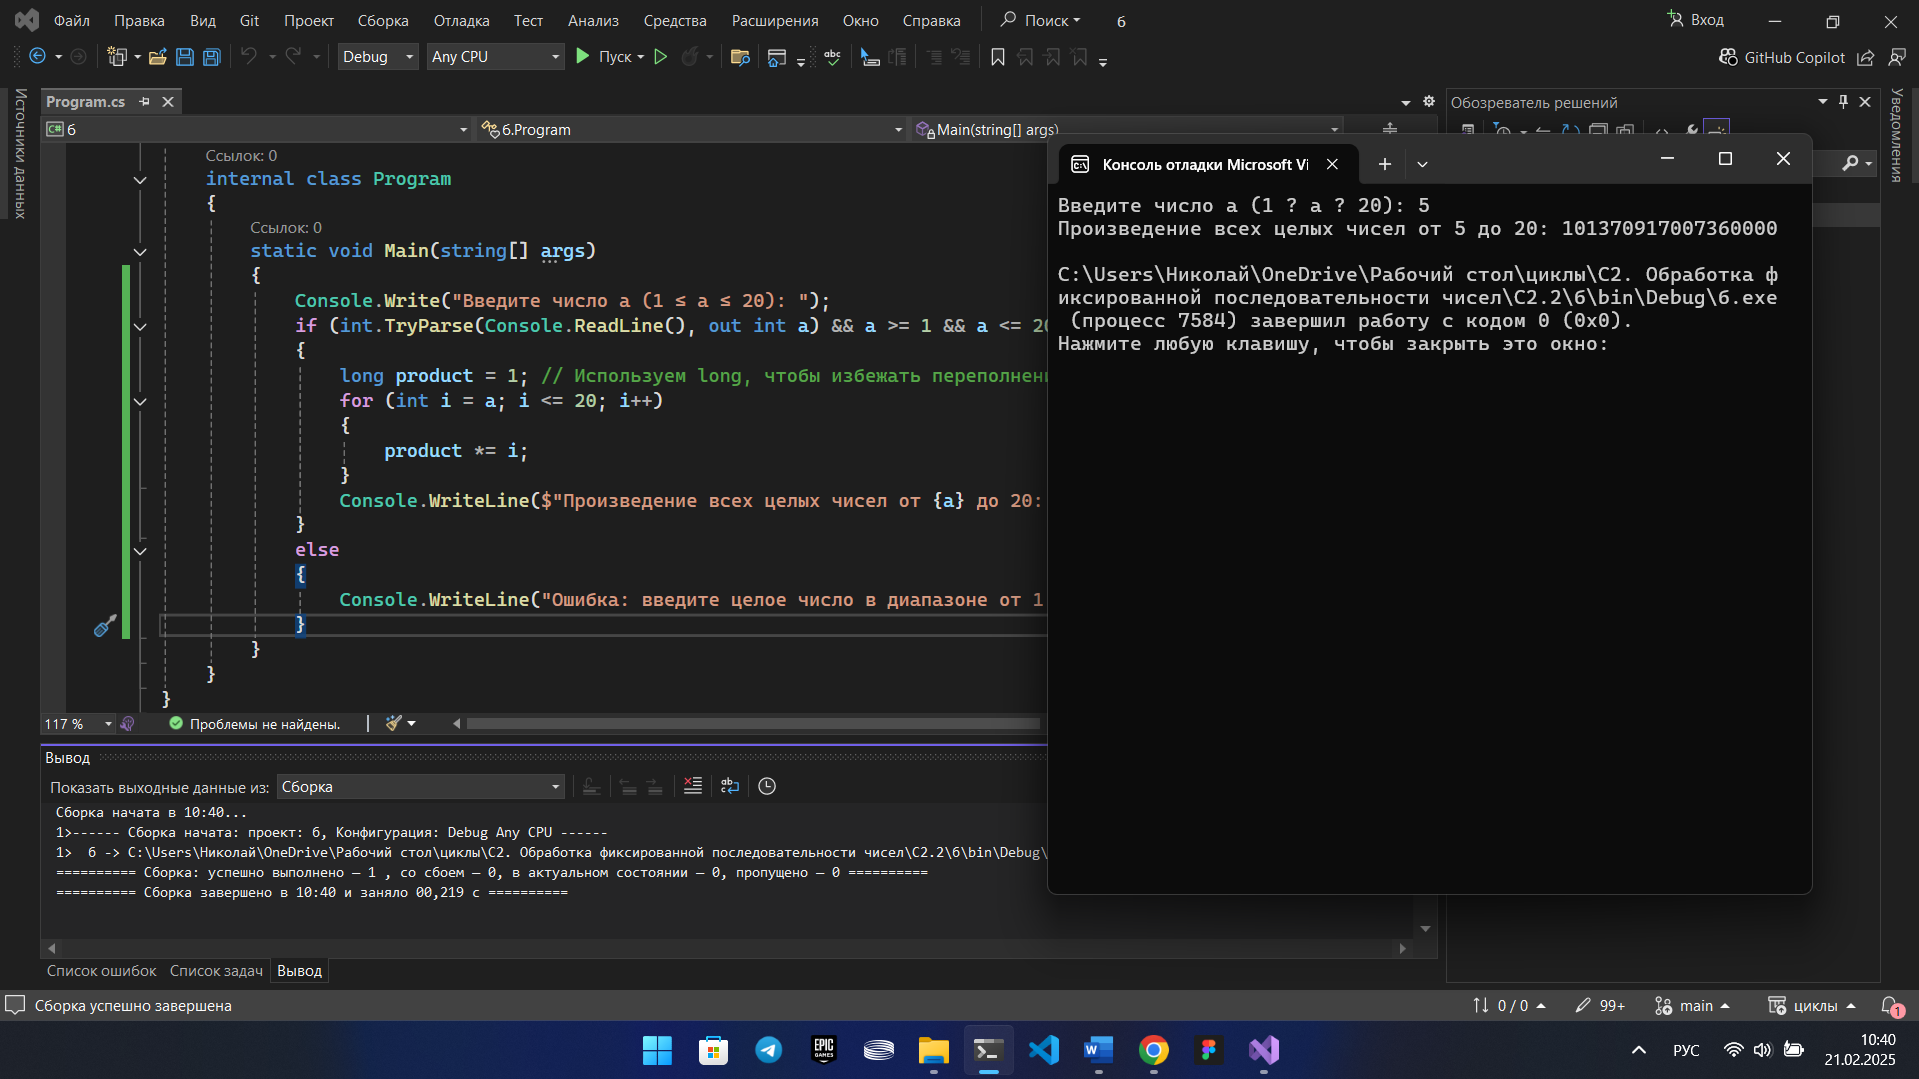 Файл Правка Вид Git Проект Сборка Отладка Тест Анализ Средства Расширения Окно Справка Поиск 6 Вход
Debug Any CPU Пуск GitHub Copilot
Источники данных
Program.cs
6 6.Program Main(string[] args)
Обозреватель решений
Уведомления
Ссылок: 0
internal class Program
{
Ссылок: 0
static void Main(string[] args)
{
Console.Write("Введите число a (1 ≤ a ≤ 20): ");
if (int.TryParse(Console.ReadLine(), out int a) && a >= 1 && a <= 20
{
long product = 1; // Используем long, чтобы избежать переполнени
for (int i = a; i <= 20; i++)
{
product *= i;
}
Console.WriteLine($"Произведение всех целых чисел от {a} до 20:
}
else
{
Console.WriteLine("Ошибка: введите целое число в диапазоне от 1
}
}
}
}
117 % Проблемы не найдены.
Консоль отладки Microsoft Vi
Введите число a (1 ? a ? 20): 5
Произведение всех целых чисел от 5 до 20: 101370917007360000
C:\Users\Николай\OneDrive\Рабочий стол\циклы\C2. Обработка ф
иксированной последовательности чисел\C2.2\6\bin\Debug\6.exe
(процесс 7584) завершил работу с кодом 0 (0x0).
Нажмите любую клавишу, чтобы закрыть это окно:
Вывод
Показать выходные данные из: Сборка
Сборка начата в 10:40...
1>------ Сборка начата: проект: 6, Конфигурация: Debug Any CPU ------
1>  6 -> C:\Users\Николай\OneDrive\Рабочий стол\циклы\C2. Обработка фиксированной последовательности чисел\C2.2\6\bin\Debug\
========== Сборка: успешно выполнено — 1 , со сбоем — 0, в актуальном состоянии — 0, пропущено — 0 ==========
========== Сборка завершено в 10:40 и заняло 00,219 с ==========
Список ошибок Список задач Вывод
Сборка успешно завершена 0 / 0 99+ main циклы 1
EPIC GAMES
РУС 10:40
21.02.2025